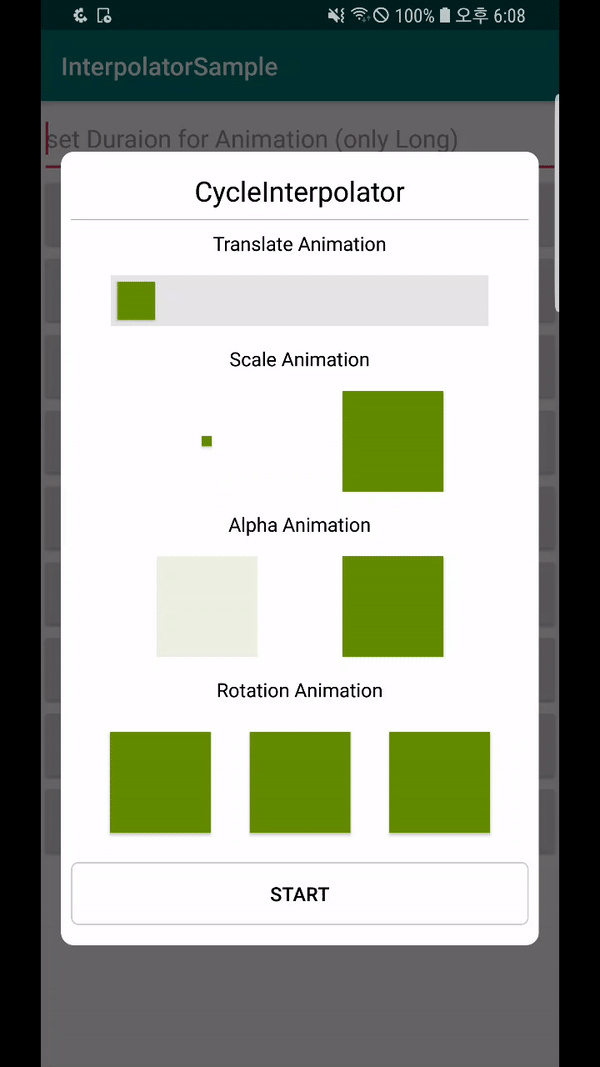 100% 오후 6:08
InterpolatorSample
set Duraion for Animation (only Long)
CycleInterpolator
Translate Animation
Scale Animation
Alpha Animation
Rotation Animation
START